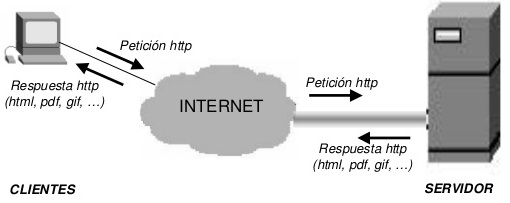 Petición http
Respuesta http
(html, pdf, gif, …)
INTERNET
Petición http
Respuesta http
(html, pdf, gif, …)
CLIENTES
SERVIDOR